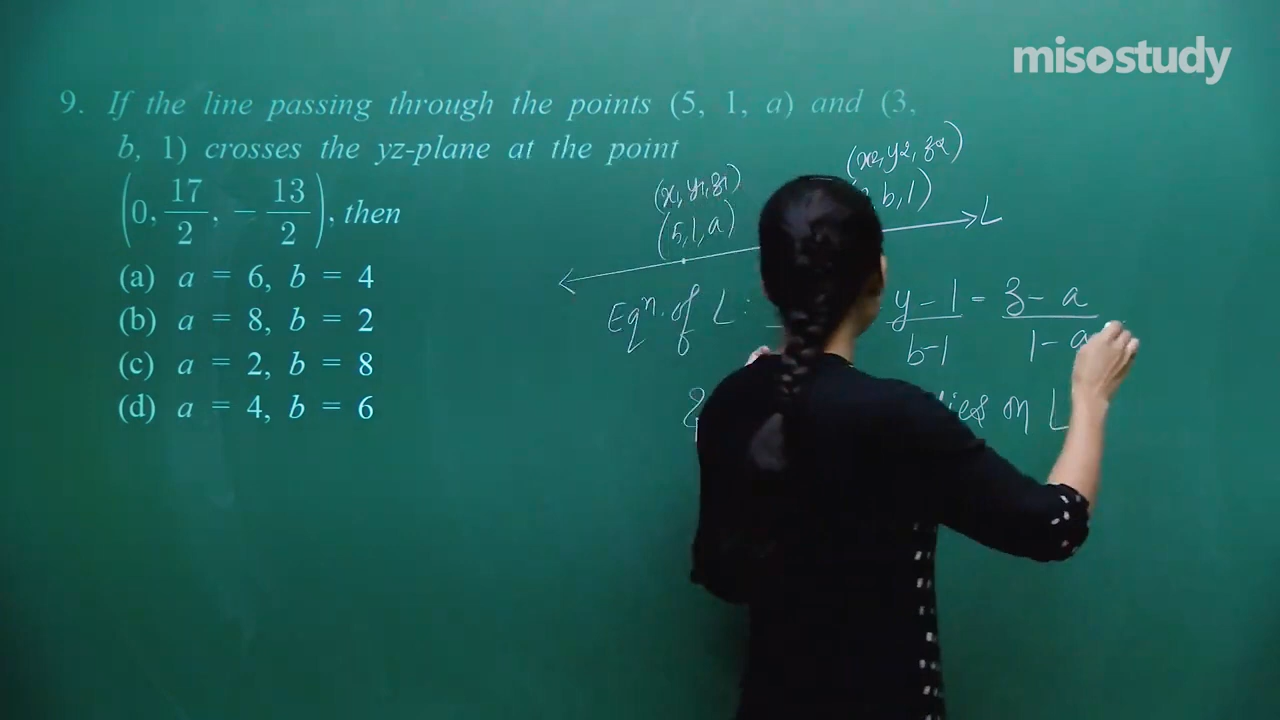 misostudy
9. If the line passing through the points (5, 1, a) and (3,
b, 1) crosses the yz-plane at the point
(0, 17/2, − 13/2), then
(a) a = 6, b = 4
(b) a = 8, b = 2
(c) a = 2, b = 8
(d) a = 4, b = 6
(x₁, y₁, z₁)
(x₂, y₂, z₂)
(5, 1, a)
, b, 1)
L
Eqⁿ. of L : y − 1 / b − 1 = z − a / 1 − a
lies on L